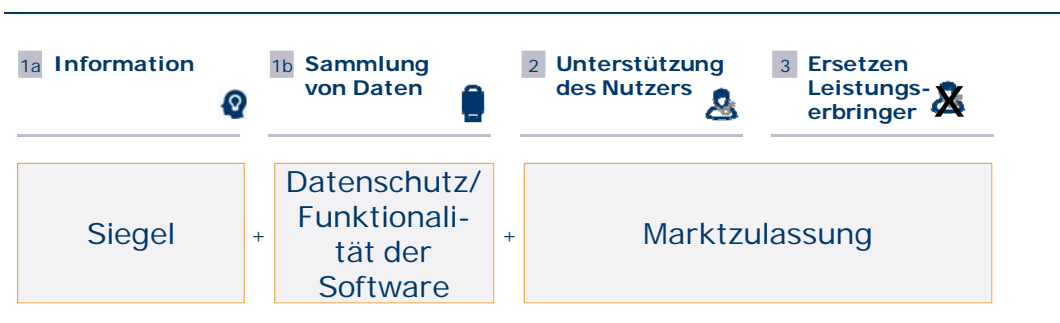 1a Information
1b Sammlung
von Daten
2 Unterstützung
des Nutzers
3 Ersetzen
Leistungs-
erbringer
X
Siegel
+
Datenschutz/
Funktionali-
tät der
Software
+
Marktzulassung